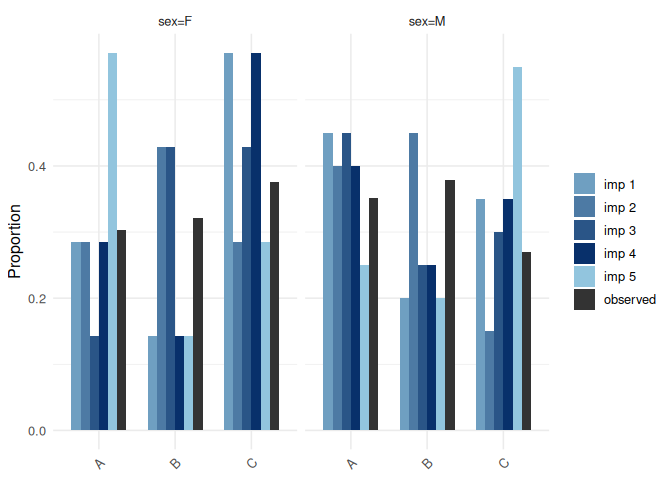 sex=F
sex=M
Proportion
0.4
0.2
0.0
A
B
C
A
B
C
imp 1
imp 2
imp 3
imp 4
imp 5
observed